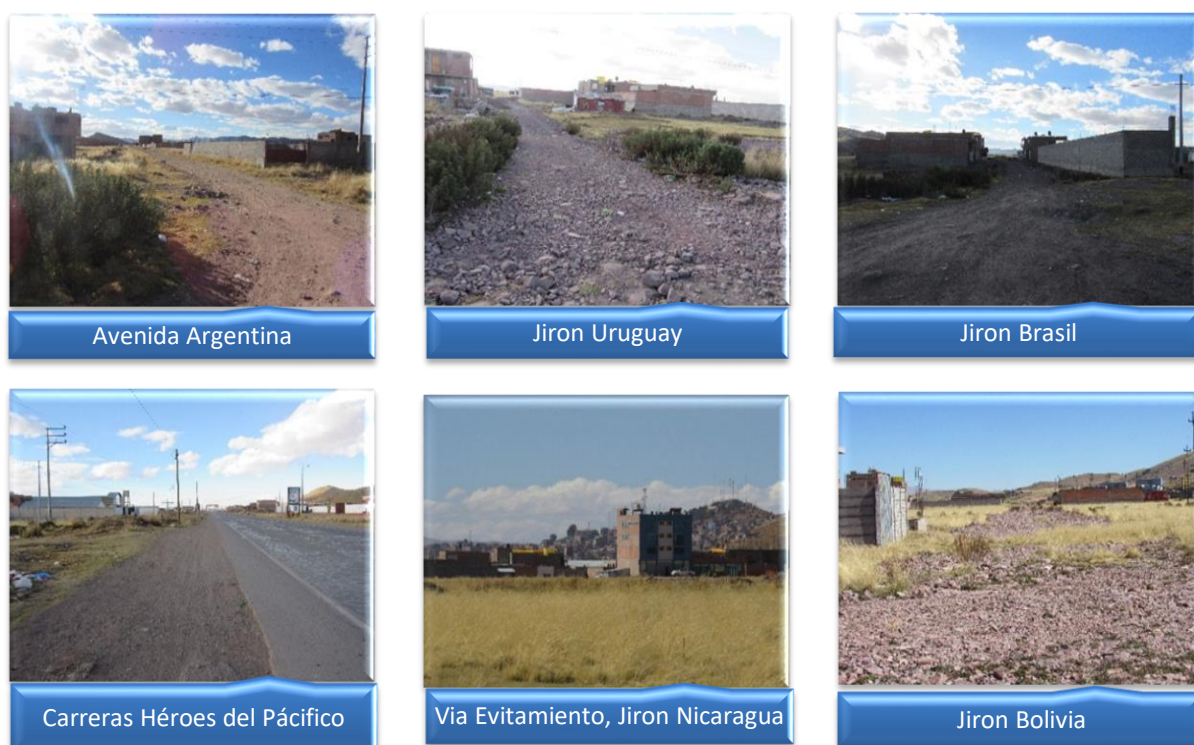 Avenida Argentina
Jiron Uruguay
Jiron Brasil
Carreras Héroes del Pácifico
Via Evitamiento, Jiron Nicaragua
Jiron Bolivia